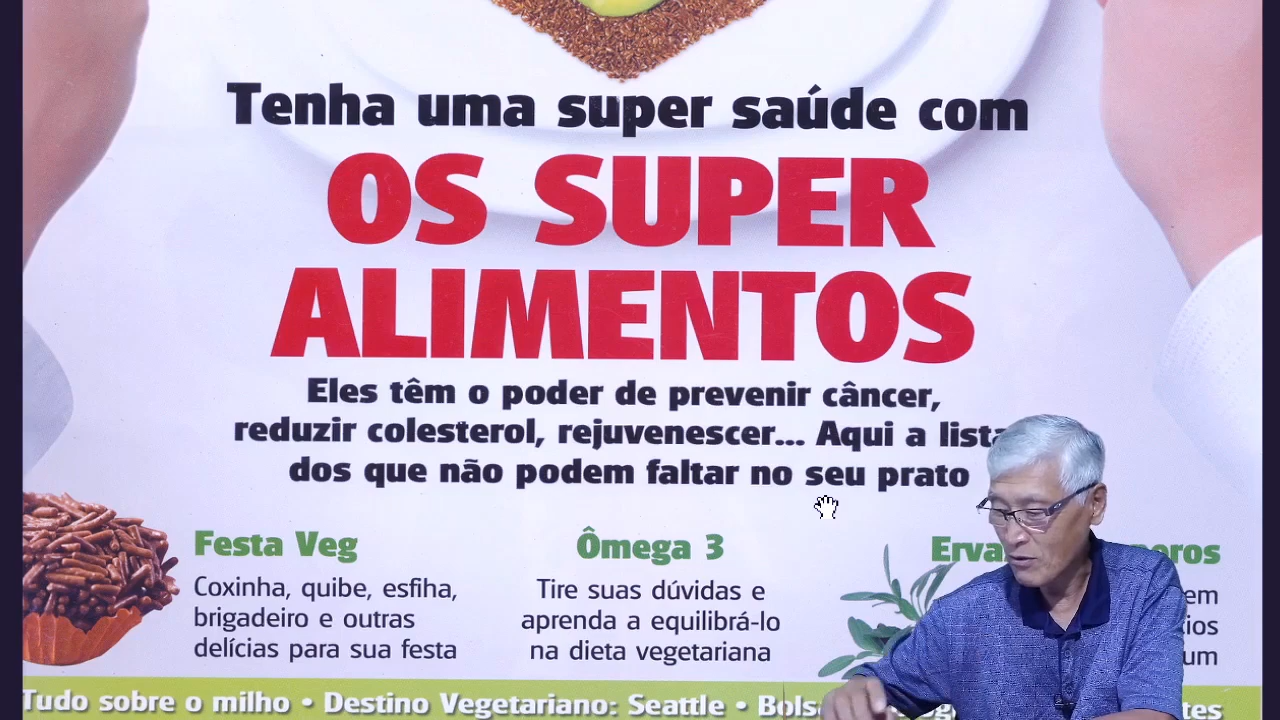 Tenha uma super saúde com
OS SUPER
ALIMENTOS
Eles têm o poder de prevenir câncer,
reduzir colesterol, rejuvenescer... Aqui a lista
dos que não podem faltar no seu prato
Festa Veg
Coxinha, quibe, esfiha,
brigadeiro e outras
delícias para sua festa
Ômega 3
Tire suas dúvidas e
aprenda a equilibrá-lo
na dieta vegetariana
Tudo sobre o milho • Destino Vegetariano: Seattle •